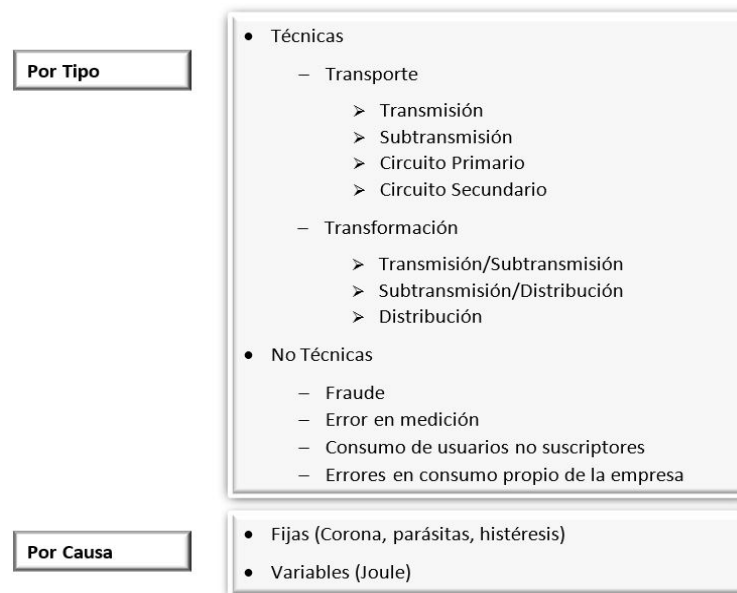 Por Tipo
• Técnicas
– Transporte
➢ Transmisión
➢ Subtransmisión
➢ Circuito Primario
➢ Circuito Secundario
– Transformación
➢ Transmisión/Subtransmisión
➢ Subtransmisión/Distribución
➢ Distribución
• No Técnicas
– Fraude
– Error en medición
– Consumo de usuarios no suscriptores
– Errores en consumo propio de la empresa
Por Causa
• Fijas (Corona, parásitas, histéresis)
• Variables (Joule)